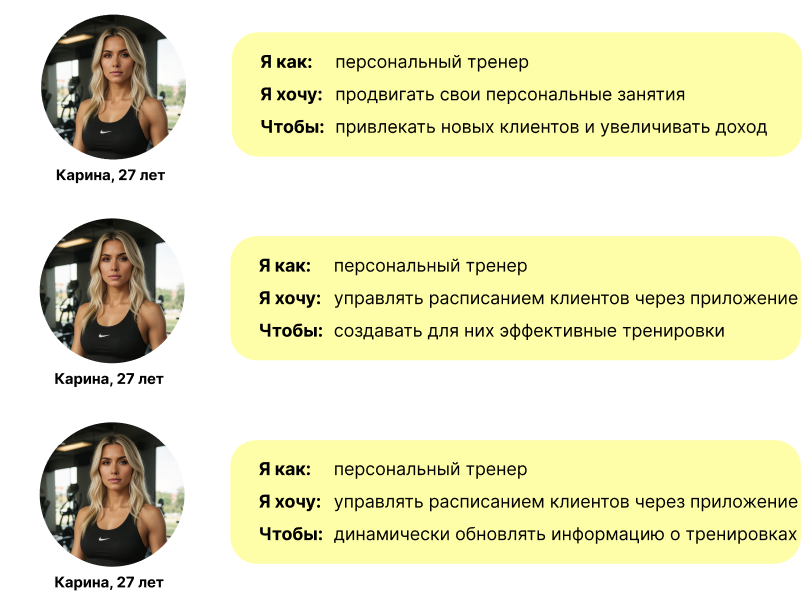 Я как: персональный тренер
Я хочу: продвигать свои персональные занятия
Чтобы: привлекать новых клиентов и увеличивать доход
Карина, 27 лет
Я как: персональный тренер
Я хочу: управлять расписанием клиентов через приложение
Чтобы: создавать для них эффективные тренировки
Карина, 27 лет
Я как: персональный тренер
Я хочу: управлять расписанием клиентов через приложение
Чтобы: динамически обновлять информацию о тренировках
Карина, 27 лет